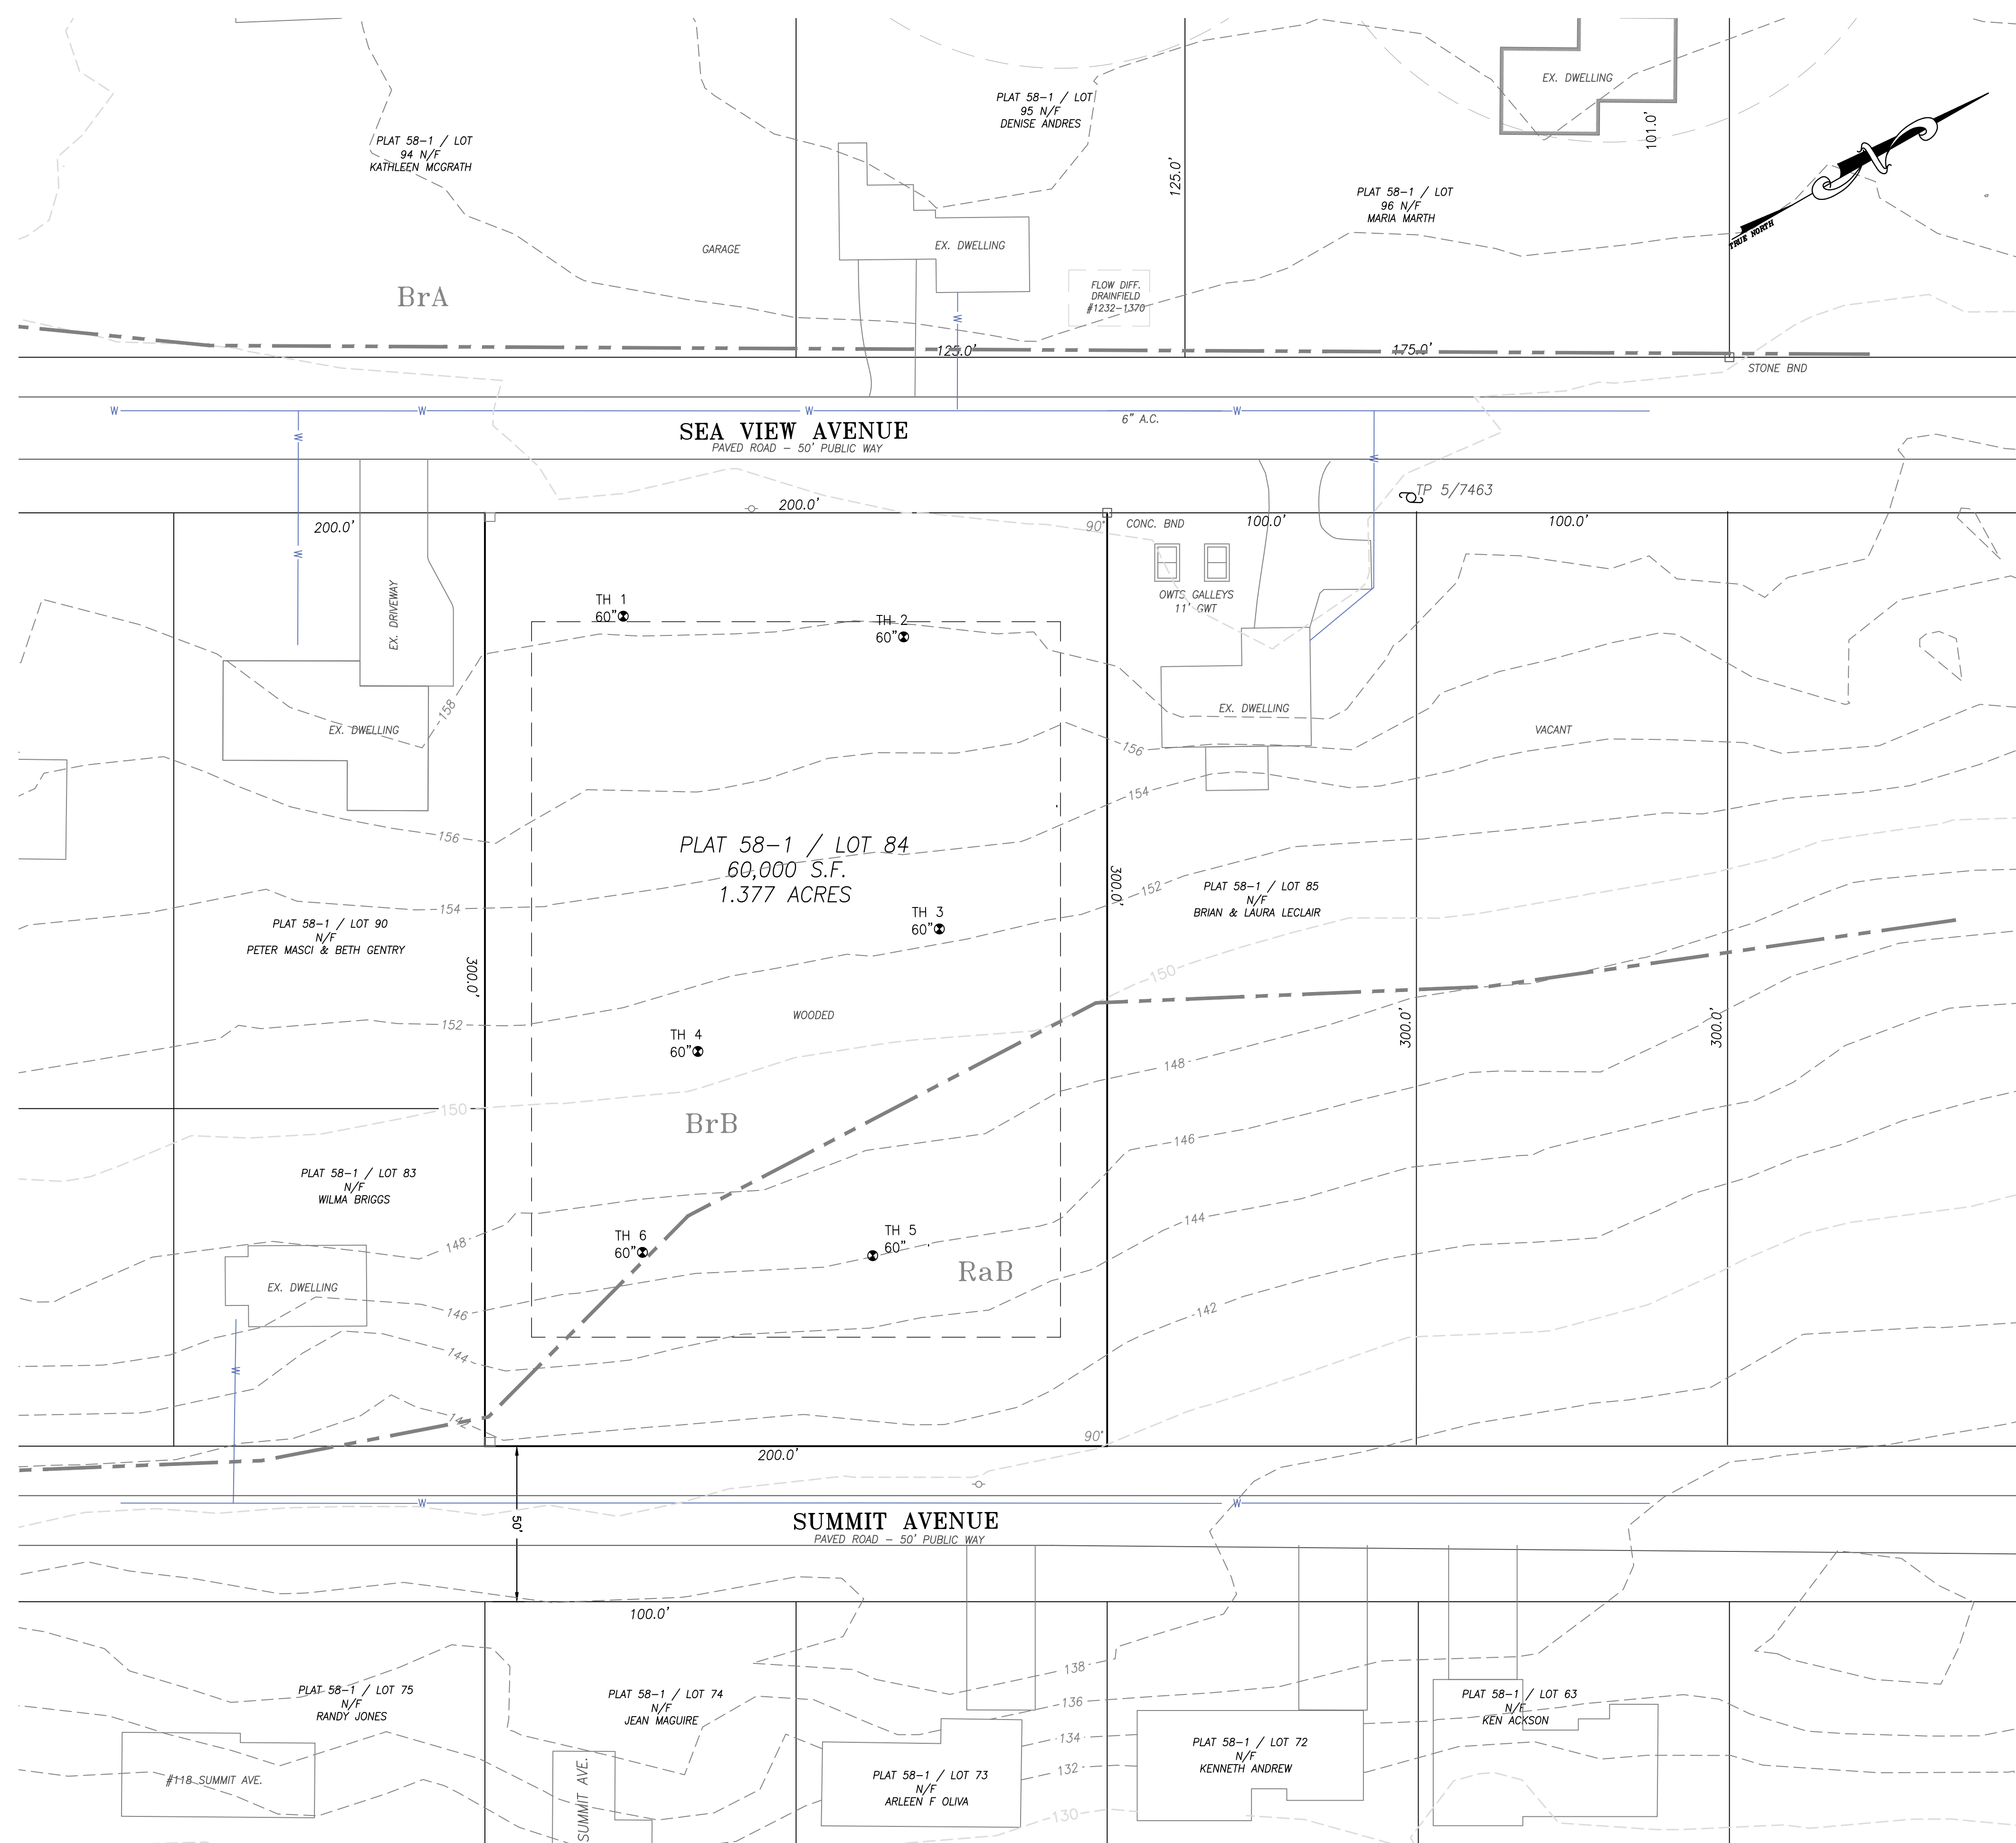 EX. DWELLING
PLAT 58-1 / LOT
95 N/F
DENISE ANDRES
101.0'
PLAT 58-1 / LOT
94 N/F
KATHLEEN MCGRATH
125.0'
PLAT 58-1 / LOT
96 N/F
MARIA MARTH
TRUE NORTH
GARAGE
EX. DWELLING
BrA
FLOW DIFF.
DRAINFIELD
#1232-1370
W
125.0'
175.0'
STONE BND
W
W
W
W
6" A.C.
W
SEA VIEW AVENUE
PAVED ROAD - 50' PUBLIC WAY
W
TP 5/7463
200.0'
200.0'
90°
CONC. BND
100.0'
100.0'
W
OWTS GALLEYS
11' GWT
TH 1
60"
TH 2
60"
EX. DRIVEWAY
158
EX. DWELLING
EX. DWELLING
VACANT
156
154
156
PLAT 58-1 / LOT 84
60,000 S.F.
1.377 ACRES
300.0'
152
PLAT 58-1 / LOT 85
N/F
BRIAN & LAURA LECLAIR
154
TH 3
60"
PLAT 58-1 / LOT 90
N/F
PETER MASCI & BETH GENTRY
300.0'
150
WOODED
152
300.0'
300.0'
TH 4
60"
148
150
BrB
146
PLAT 58-1 / LOT 83
N/F
WILMA BRIGGS
144
148
TH 6
60"
TH 5
60"
RaB
EX. DWELLING
146
142
144
W
142
90°
200.0'
W
W
50'
SUMMIT AVENUE
PAVED ROAD - 50' PUBLIC WAY
100.0'
138
PLAT 58-1 / LOT 75
N/F
RANDY JONES
PLAT 58-1 / LOT 74
N/F
JEAN MAGUIRE
136
PLAT 58-1 / LOT 63
N/F
KEN ACKSON
134
PLAT 58-1 / LOT 72
N/F
KENNETH ANDREW
132
#118 SUMMIT AVE.
SUMMIT AVE.
PLAT 58-1 / LOT 73
N/F
ARLEEN F OLIVA
130